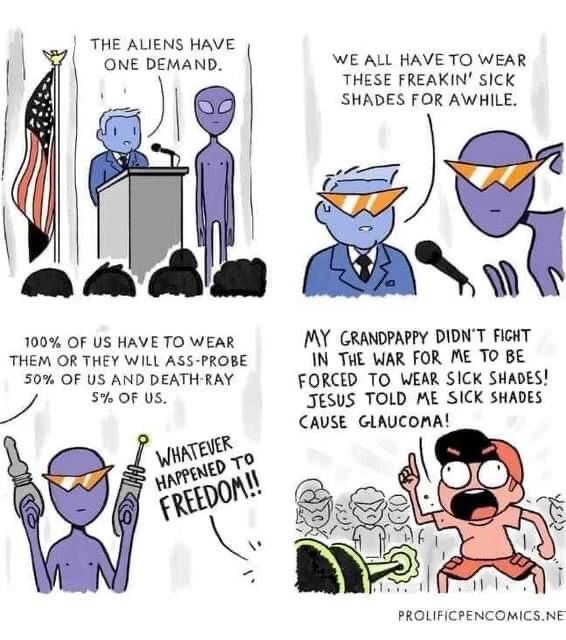 THE ALIENS HAVE
ONE DEMAND.
WE ALL HAVE TO WEAR
THESE FREAKIN' SICK
SHADES FOR AWHILE.
100% OF US HAVE TO WEAR
THEM OR THEY WILL ASS-PROBE
50% OF US AND DEATH-RAY
5% OF US.
WHATEVER
HAPPENED TO
FREEDOM!!
MY GRANDPAPPY DIDN'T FIGHT
IN THE WAR FOR ME TO BE
FORCED TO WEAR SICK SHADES!
JESUS TOLD ME SICK SHADES
CAUSE GLAUCOMA!
PROLIFICPENCOMICS.NE